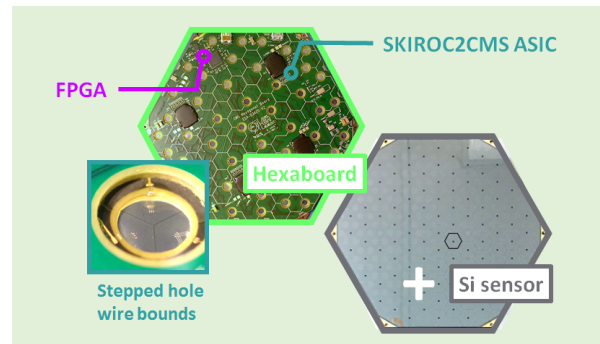 SKIROC2CMS ASIC
FPGA
Hexaboard
Si sensor
Stepped hole
wire bounds